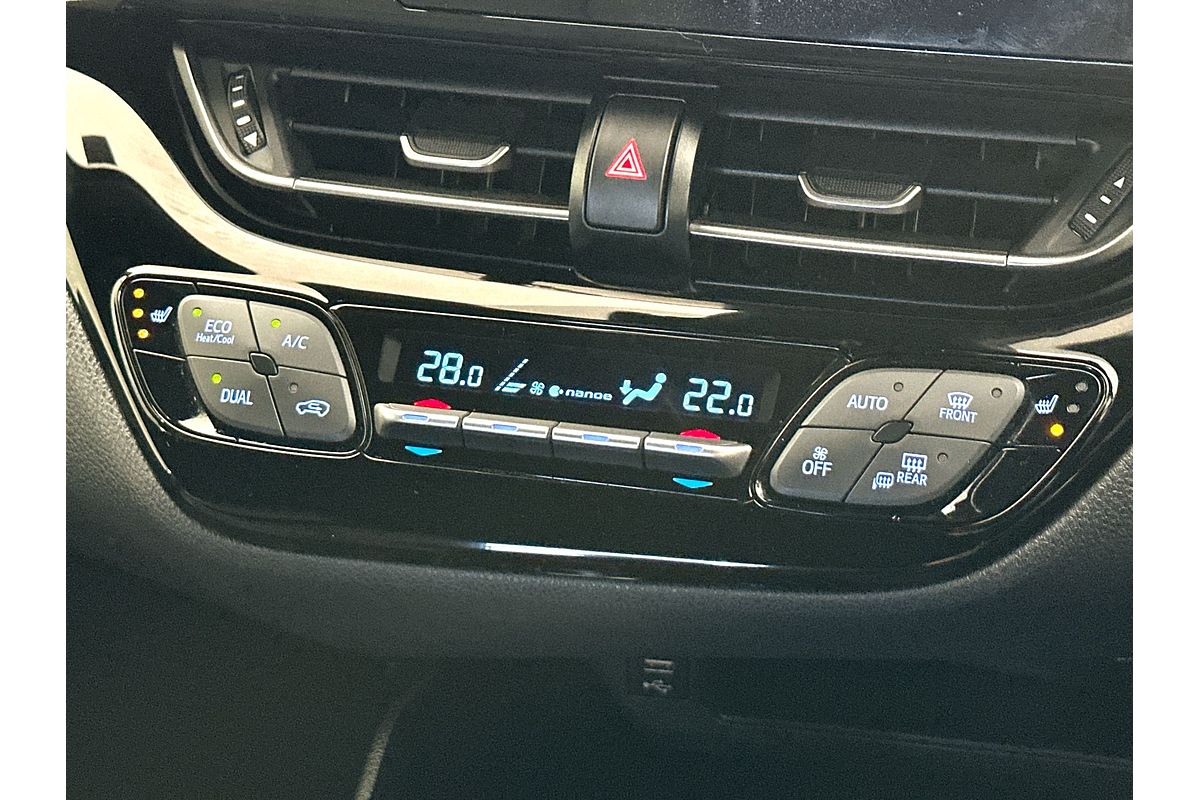 ECO
Heat/Cool
A/C
DUAL
28.0
nanoe
22.0
AUTO
FRONT
OFF
REAR